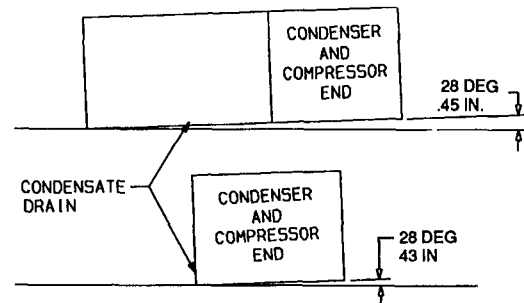 CONDENSER
AND
COMPRESSOR
END
28 DEG
.45 IN.
CONDENSATE
DRAIN
CONDENSER
AND
COMPRESSOR
END
28 DEG
43 IN